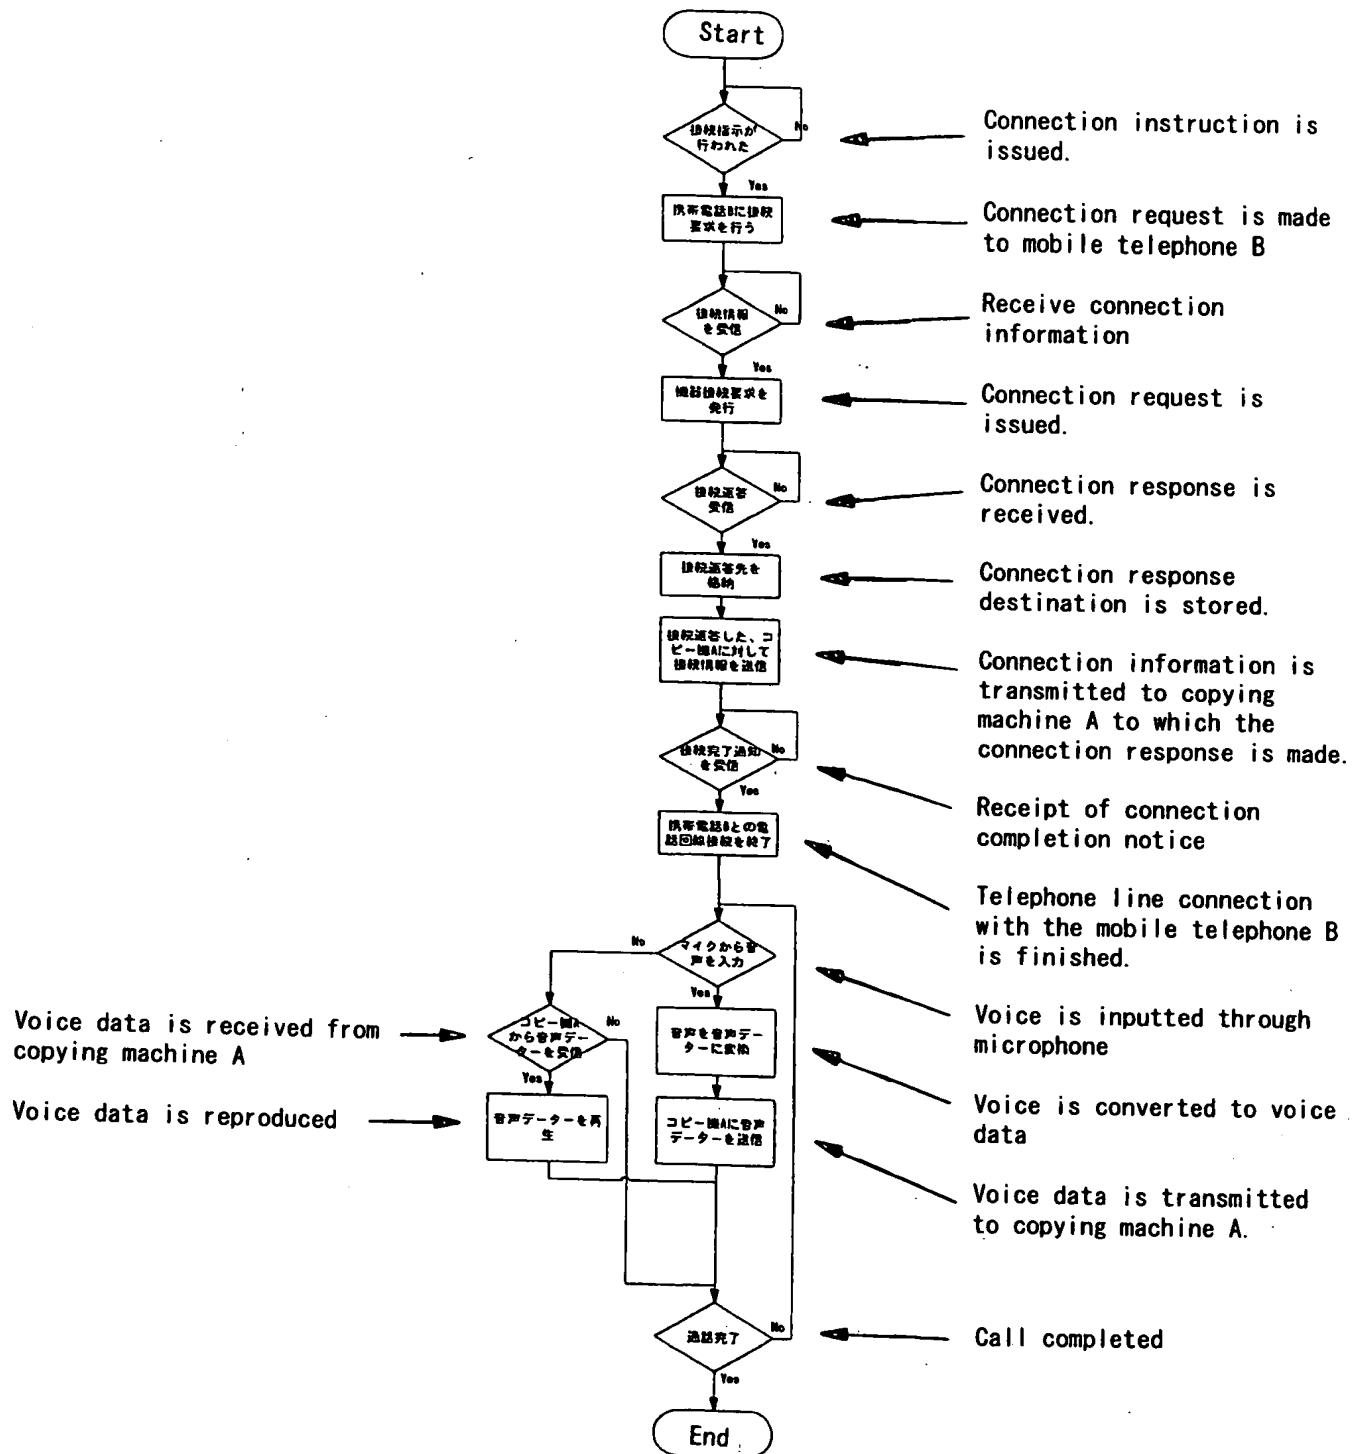 Start
接続指示が
行われた
No
Connection instruction is
issued.
Yes
携帯電話Bに接続
要求を行う
Connection request is made
to mobile telephone B
接続情報
を受信
No
Receive connection
information
Yes
機器接続要求を
発行
Connection request is
issued.
接続返答
受信
No
Connection response is
received.
Yes
接続返答先を
格納
Connection response
destination is stored.
接続返答した、コ
ピー機Aに対して
接続情報を送信
Connection information is
transmitted to copying
machine A to which the
connection response is made.
接続完了通知
を受信
No
Receipt of connection
completion notice
Yes
携帯電話Bとの電
話回線接続を終了
Telephone line connection
with the mobile telephone B
is finished.
マイクから音
声を入力
No
Voice is inputted through
microphone
Yes
コピー機A
から音声デー
ターを受信
No
Voice data is received from
copying machine A
音声を音声デー
ターに変換
Voice is converted to voice
data
Yes
音声データーを再
生
Voice data is reproduced
コピー機Aに音声
データーを送信
Voice data is transmitted
to copying machine A.
通話完了
No
Call completed
Yes
End